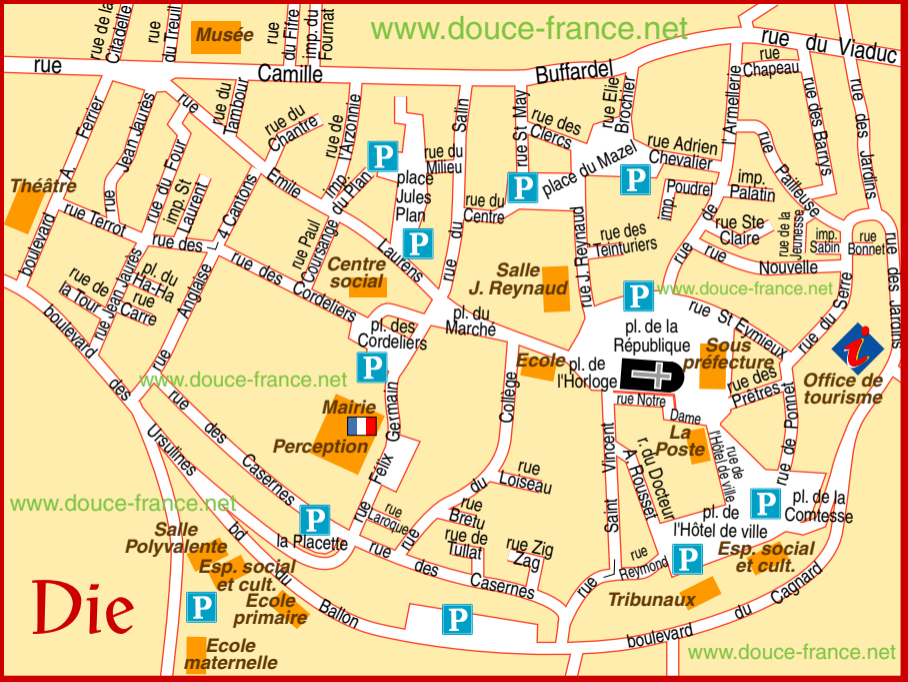 www.douce-france.net
rue de la
Citadelle
rue
du Treuil
Musée
rue
du Fifre
imp. du
Fournat
rue Camille Buffardel
rue du Viaduc
rue
Chapeau
rue des Barrys
rue des Jardins
boulevard A Ferrier
rue Jean Jaurès
rue du
Tambour
rue du
Chantre
rue de
l'Arzonnie
rue du Four
imp. St
Laurent
rue Emile Laurens
imp.
du Plan
P
place
Jules
Plan
P
rue du
Milieu
rue du Salin
rue St May
rue des
Clercs
rue Elie
Brochier
place du Mazel
P
P
rue Adrien
Chevalier
rue de l'Armellerie
imp.
Poudrel
imp.
Palatin
rue Pailleuse
Théâtre
rue Terrot
rue des 4 Cantons
rue du
Centre
rue J. Reynaud
rue des
Teinturiers
rue Ste
Claire
rue de la
Jeunesse
imp.
Sabin
rue
Bonnet
rue Nouvelle
rue Paul
Coursange
Centre
social
rue des Cordeliers
pl. du
Ha-Ha
rue de
la Tour
rue
Carre
rue Jean Jaurès
rue Anglaise
Salle
J. Reynaud
P
www.douce-france.net
rue St Eymieux
rue du Serre
rue des Jardins
boulevard des
Ursulines
pl. des
Cordeliers
pl. du
Marché
pl. de la
République
Sous
préfecture
i
Office de
tourisme
www.douce-france.net
P
Ecole
pl. de
l'Horloge
rue des
Prêtres
rue Notre
Dame
rue de Pluviel
Mairie
Perception
rue Félix Germain
rue du Collège
La
Poste
rue de
l'Hôtel de ville
rue Saint Vincent
r. du Docteur
A. Rousset
rue des Casernes
rue
Loiseau
www.douce-france.net
P
la Placette
rue
Laroque
rue
Bretu
rue de
Tullat
rue Zig
Zag
rue des Casernes
P
pl. de la
Comtesse
pl. de
l'Hôtel de ville
P
rue
Reymond
Esp. social
et cult.
Tribunaux
Salle
Polyvalente
Esp. social
et cult.
Ecole
primaire
P
Ecole
maternelle
bd du Ballon
P
boulevard du Cagnard
Die
www.douce-france.net